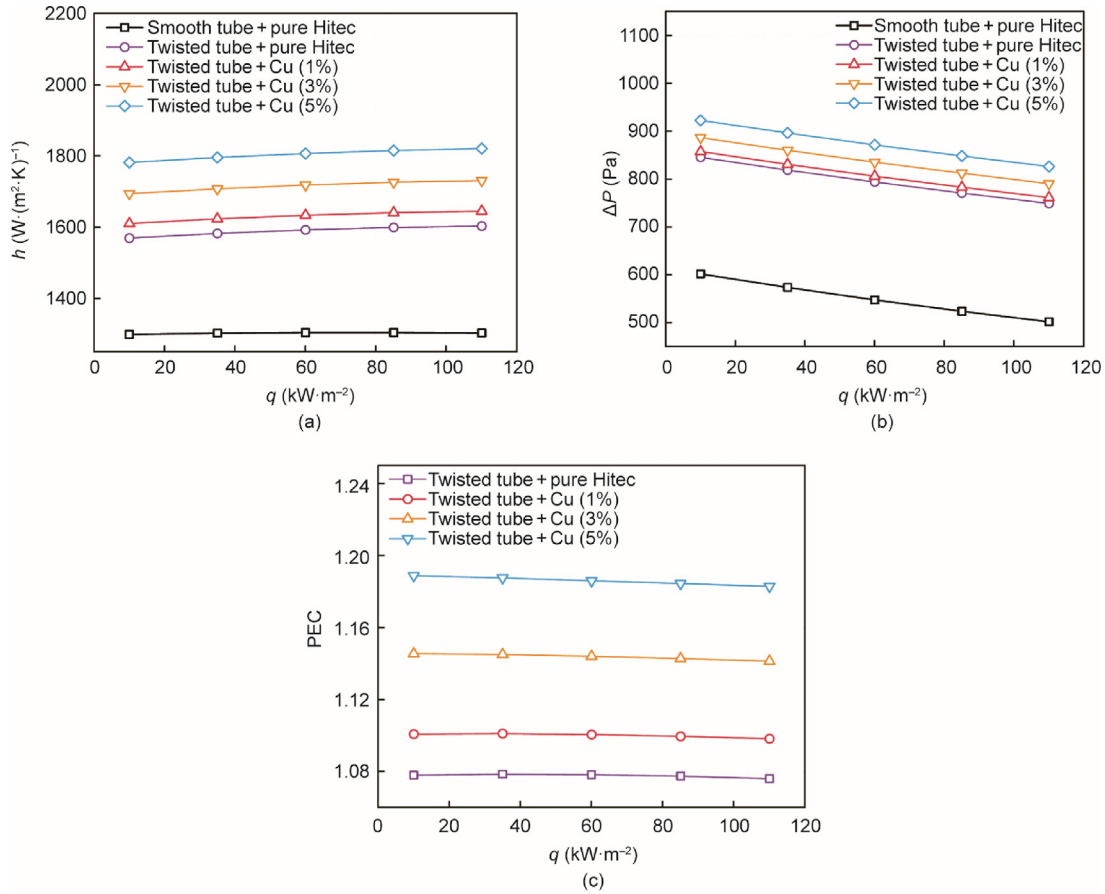 2200
2000
1800
1600
1400
h (W·(m²·K)⁻¹)
Smooth tube + pure Hitec
Twisted tube + pure Hitec
Twisted tube + Cu (1%)
Twisted tube + Cu (3%)
Twisted tube + Cu (5%)
0 20 40 60 80 100 120
q (kW·m⁻²)
(a)
1100
1000
900
800
700
600
500
ΔP (Pa)
Smooth tube + pure Hitec
Twisted tube + pure Hitec
Twisted tube + Cu (1%)
Twisted tube + Cu (3%)
Twisted tube + Cu (5%)
0 20 40 60 80 100 120
q (kW·m⁻²)
(b)
1.24
1.20
1.16
1.12
1.08
PEC
Twisted tube + pure Hitec
Twisted tube + Cu (1%)
Twisted tube + Cu (3%)
Twisted tube + Cu (5%)
0 20 40 60 80 100 120
q (kW·m⁻²)
(c)